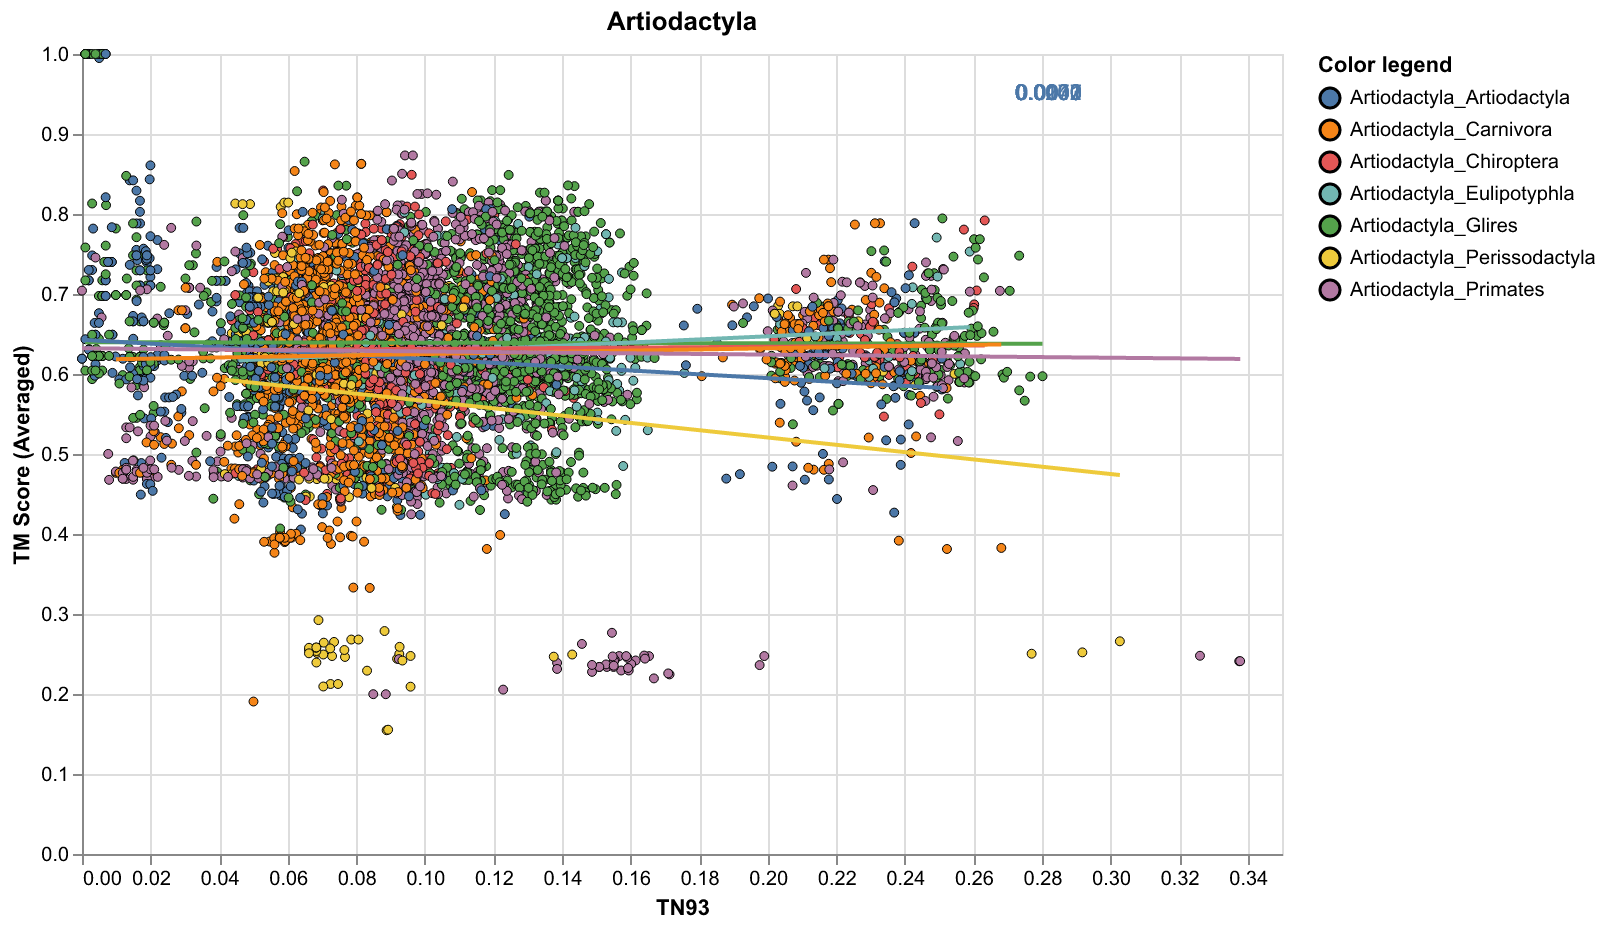 Artiodactyla
1.0
0.9
0.8
0.7
0.6
0.5
0.4
0.3
0.2
0.1
0.0
TM Score (Averaged)
0.00 0.02 0.04 0.06 0.08 0.10 0.12 0.14 0.16 0.18 0.20 0.22 0.24 0.26 0.28 0.30 0.32 0.34
TN93
Color legend
Artiodactyla_Artiodactyla
Artiodactyla_Carnivora
Artiodactyla_Chiroptera
Artiodactyla_Eulipotyphla
Artiodactyla_Glires
Artiodactyla_Perissodactyla
Artiodactyla_Primates